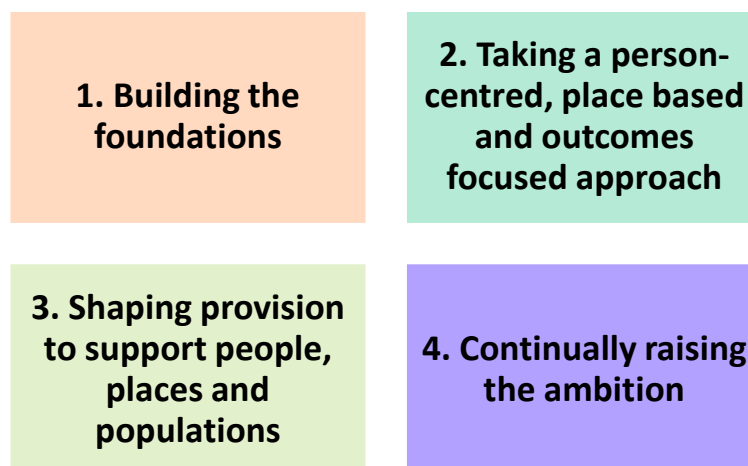 1. Building the
foundations
2. Taking a person-
centred, place based
and outcomes
focused approach
3. Shaping provision
to support people,
places and
populations
4. Continually raising
the ambition